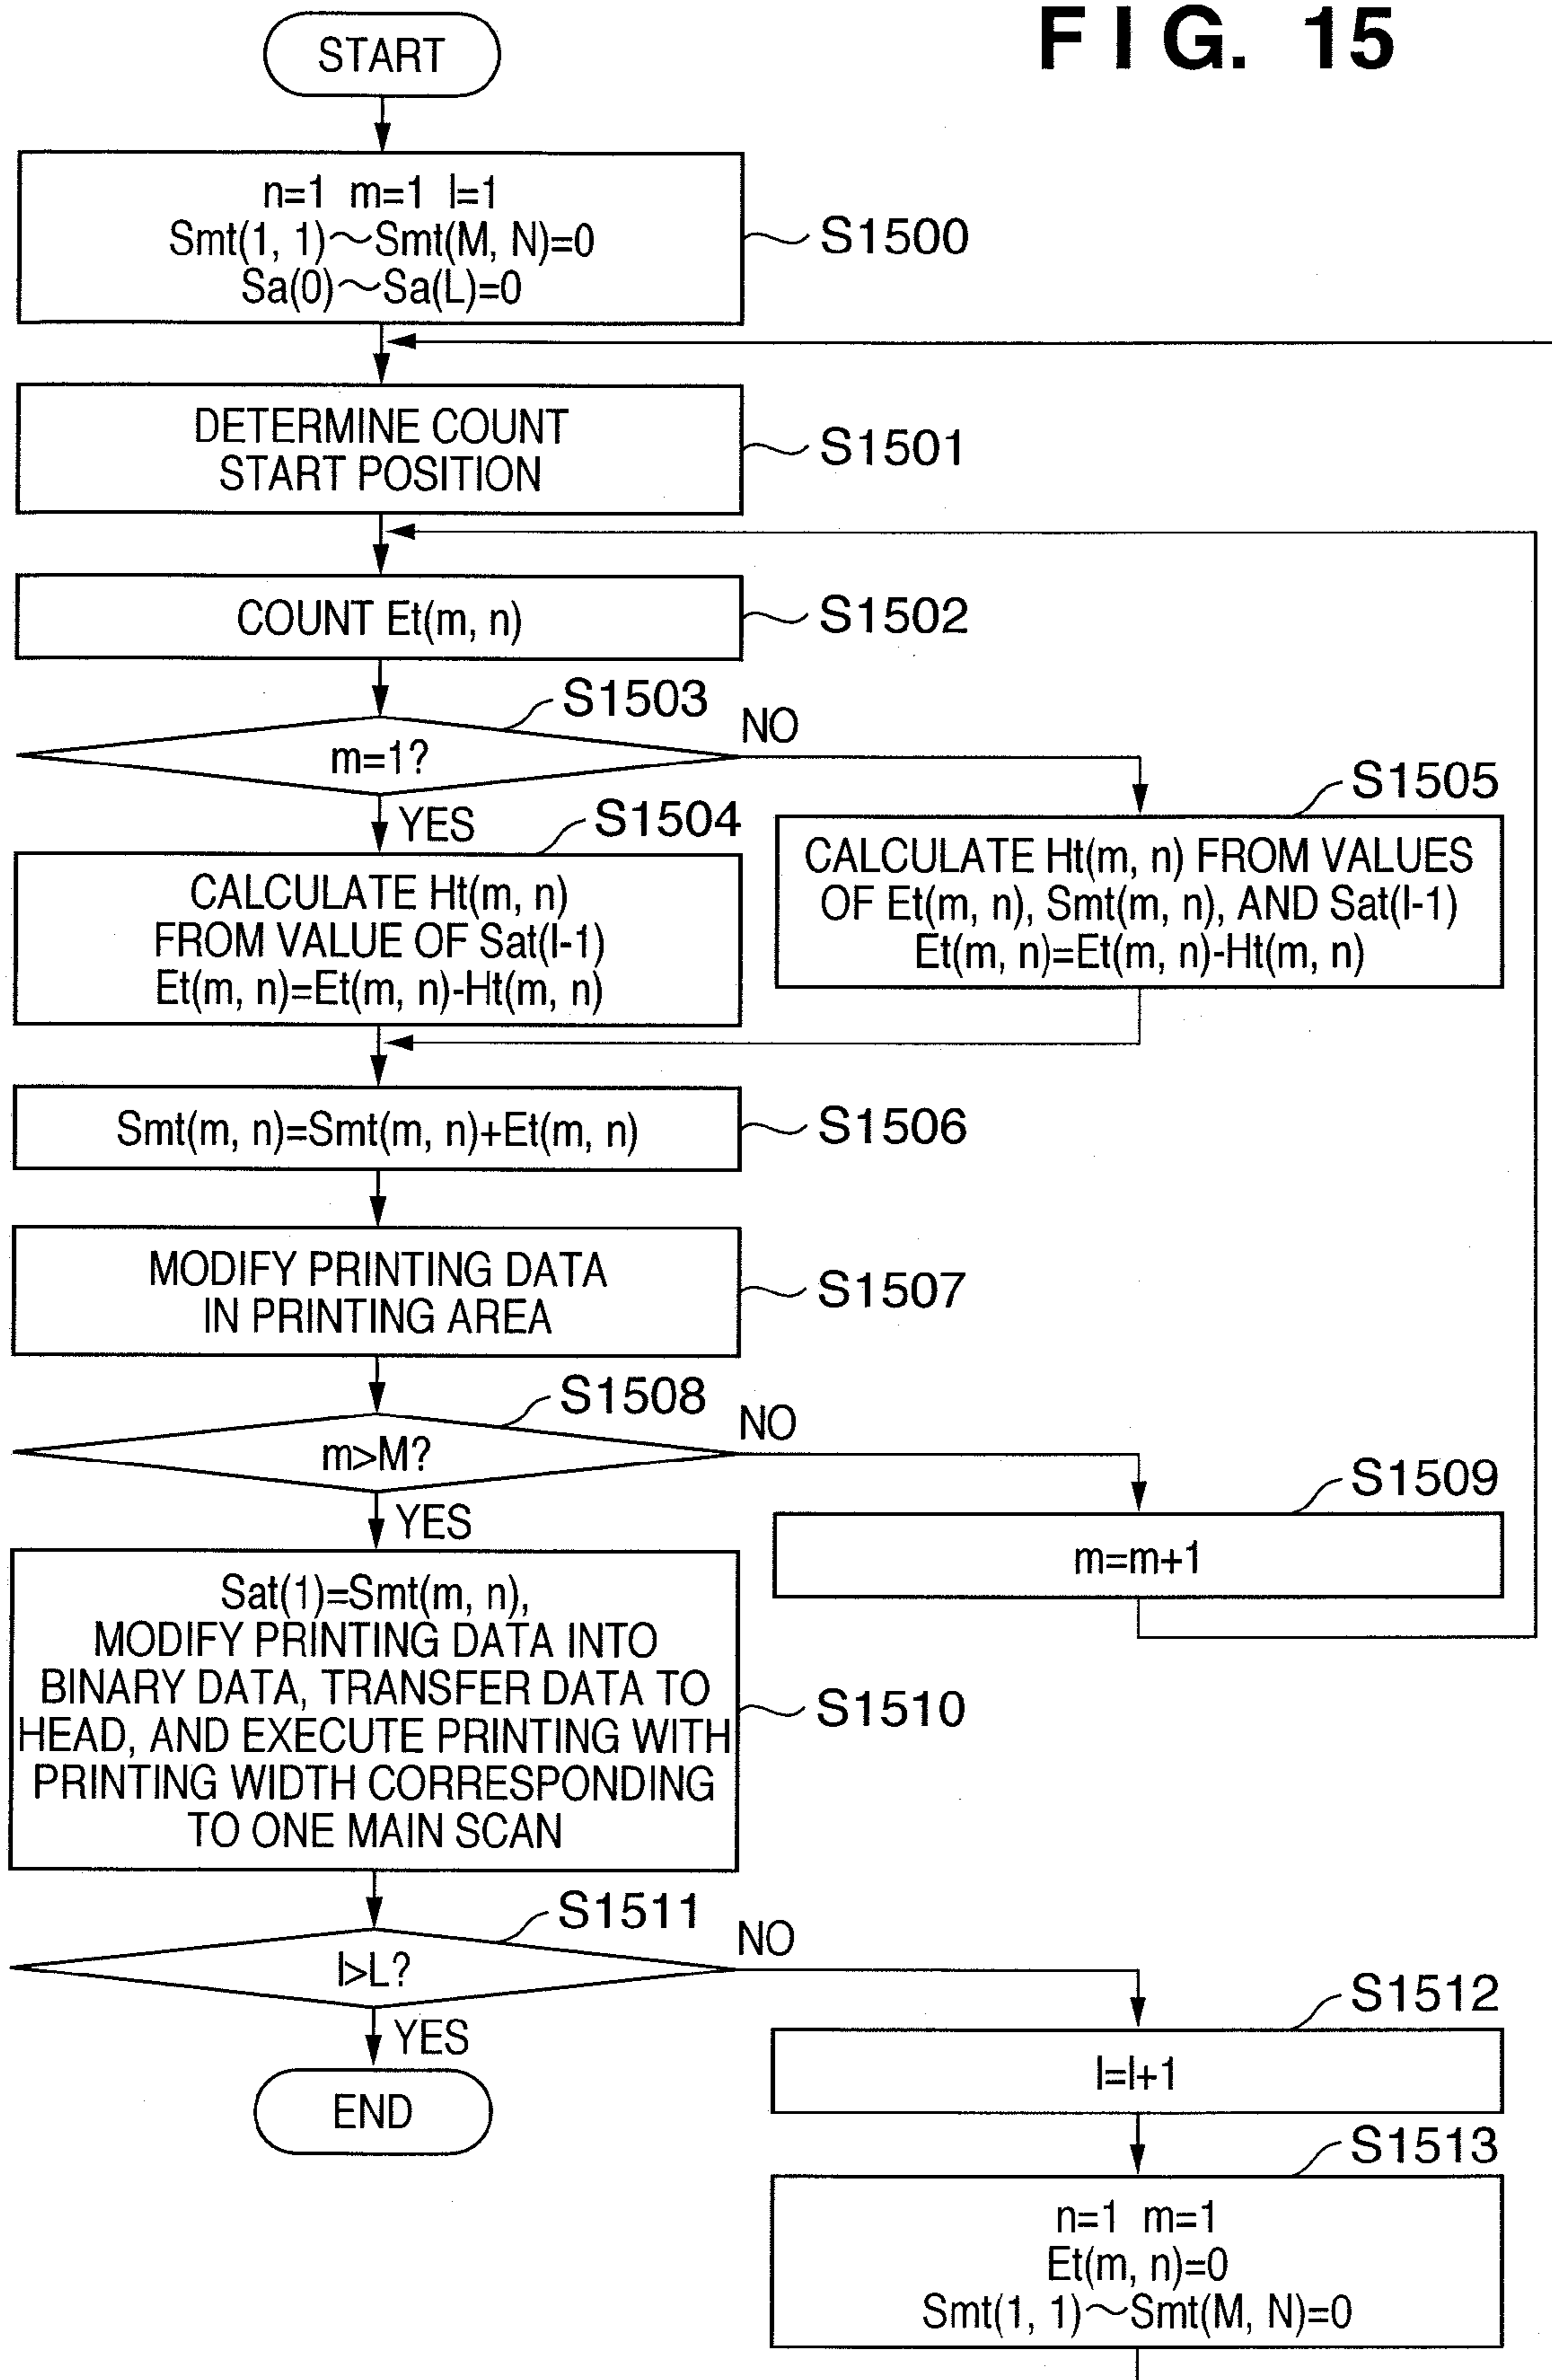 FIG. 15
START
n=1 m=1 l=1
Smt(1, 1)～Smt(M, N)=0
Sa(0)～Sa(L)=0
S1500
DETERMINE COUNT
START POSITION
S1501
COUNT Et(m, n)
S1502
S1503
m=1?
NO
YES
S1504
CALCULATE Ht(m, n)
FROM VALUE OF Sat(l-1)
Et(m, n)=Et(m, n)-Ht(m, n)
S1505
CALCULATE Ht(m, n) FROM VALUES
OF Et(m, n), Smt(m, n), AND Sat(l-1)
Et(m, n)=Et(m, n)-Ht(m, n)
Smt(m, n)=Smt(m, n)+Et(m, n)
S1506
MODIFY PRINTING DATA
IN PRINTING AREA
S1507
S1508
m>M?
NO
YES
S1509
m=m+1
Sat(1)=Smt(m, n),
MODIFY PRINTING DATA INTO
BINARY DATA, TRANSFER DATA TO
HEAD, AND EXECUTE PRINTING WITH
PRINTING WIDTH CORRESPONDING
TO ONE MAIN SCAN
S1510
S1511
l>L?
NO
YES
END
S1512
l=l+1
S1513
n=1 m=1
Et(m, n)=0
Smt(1, 1)～Smt(M, N)=0